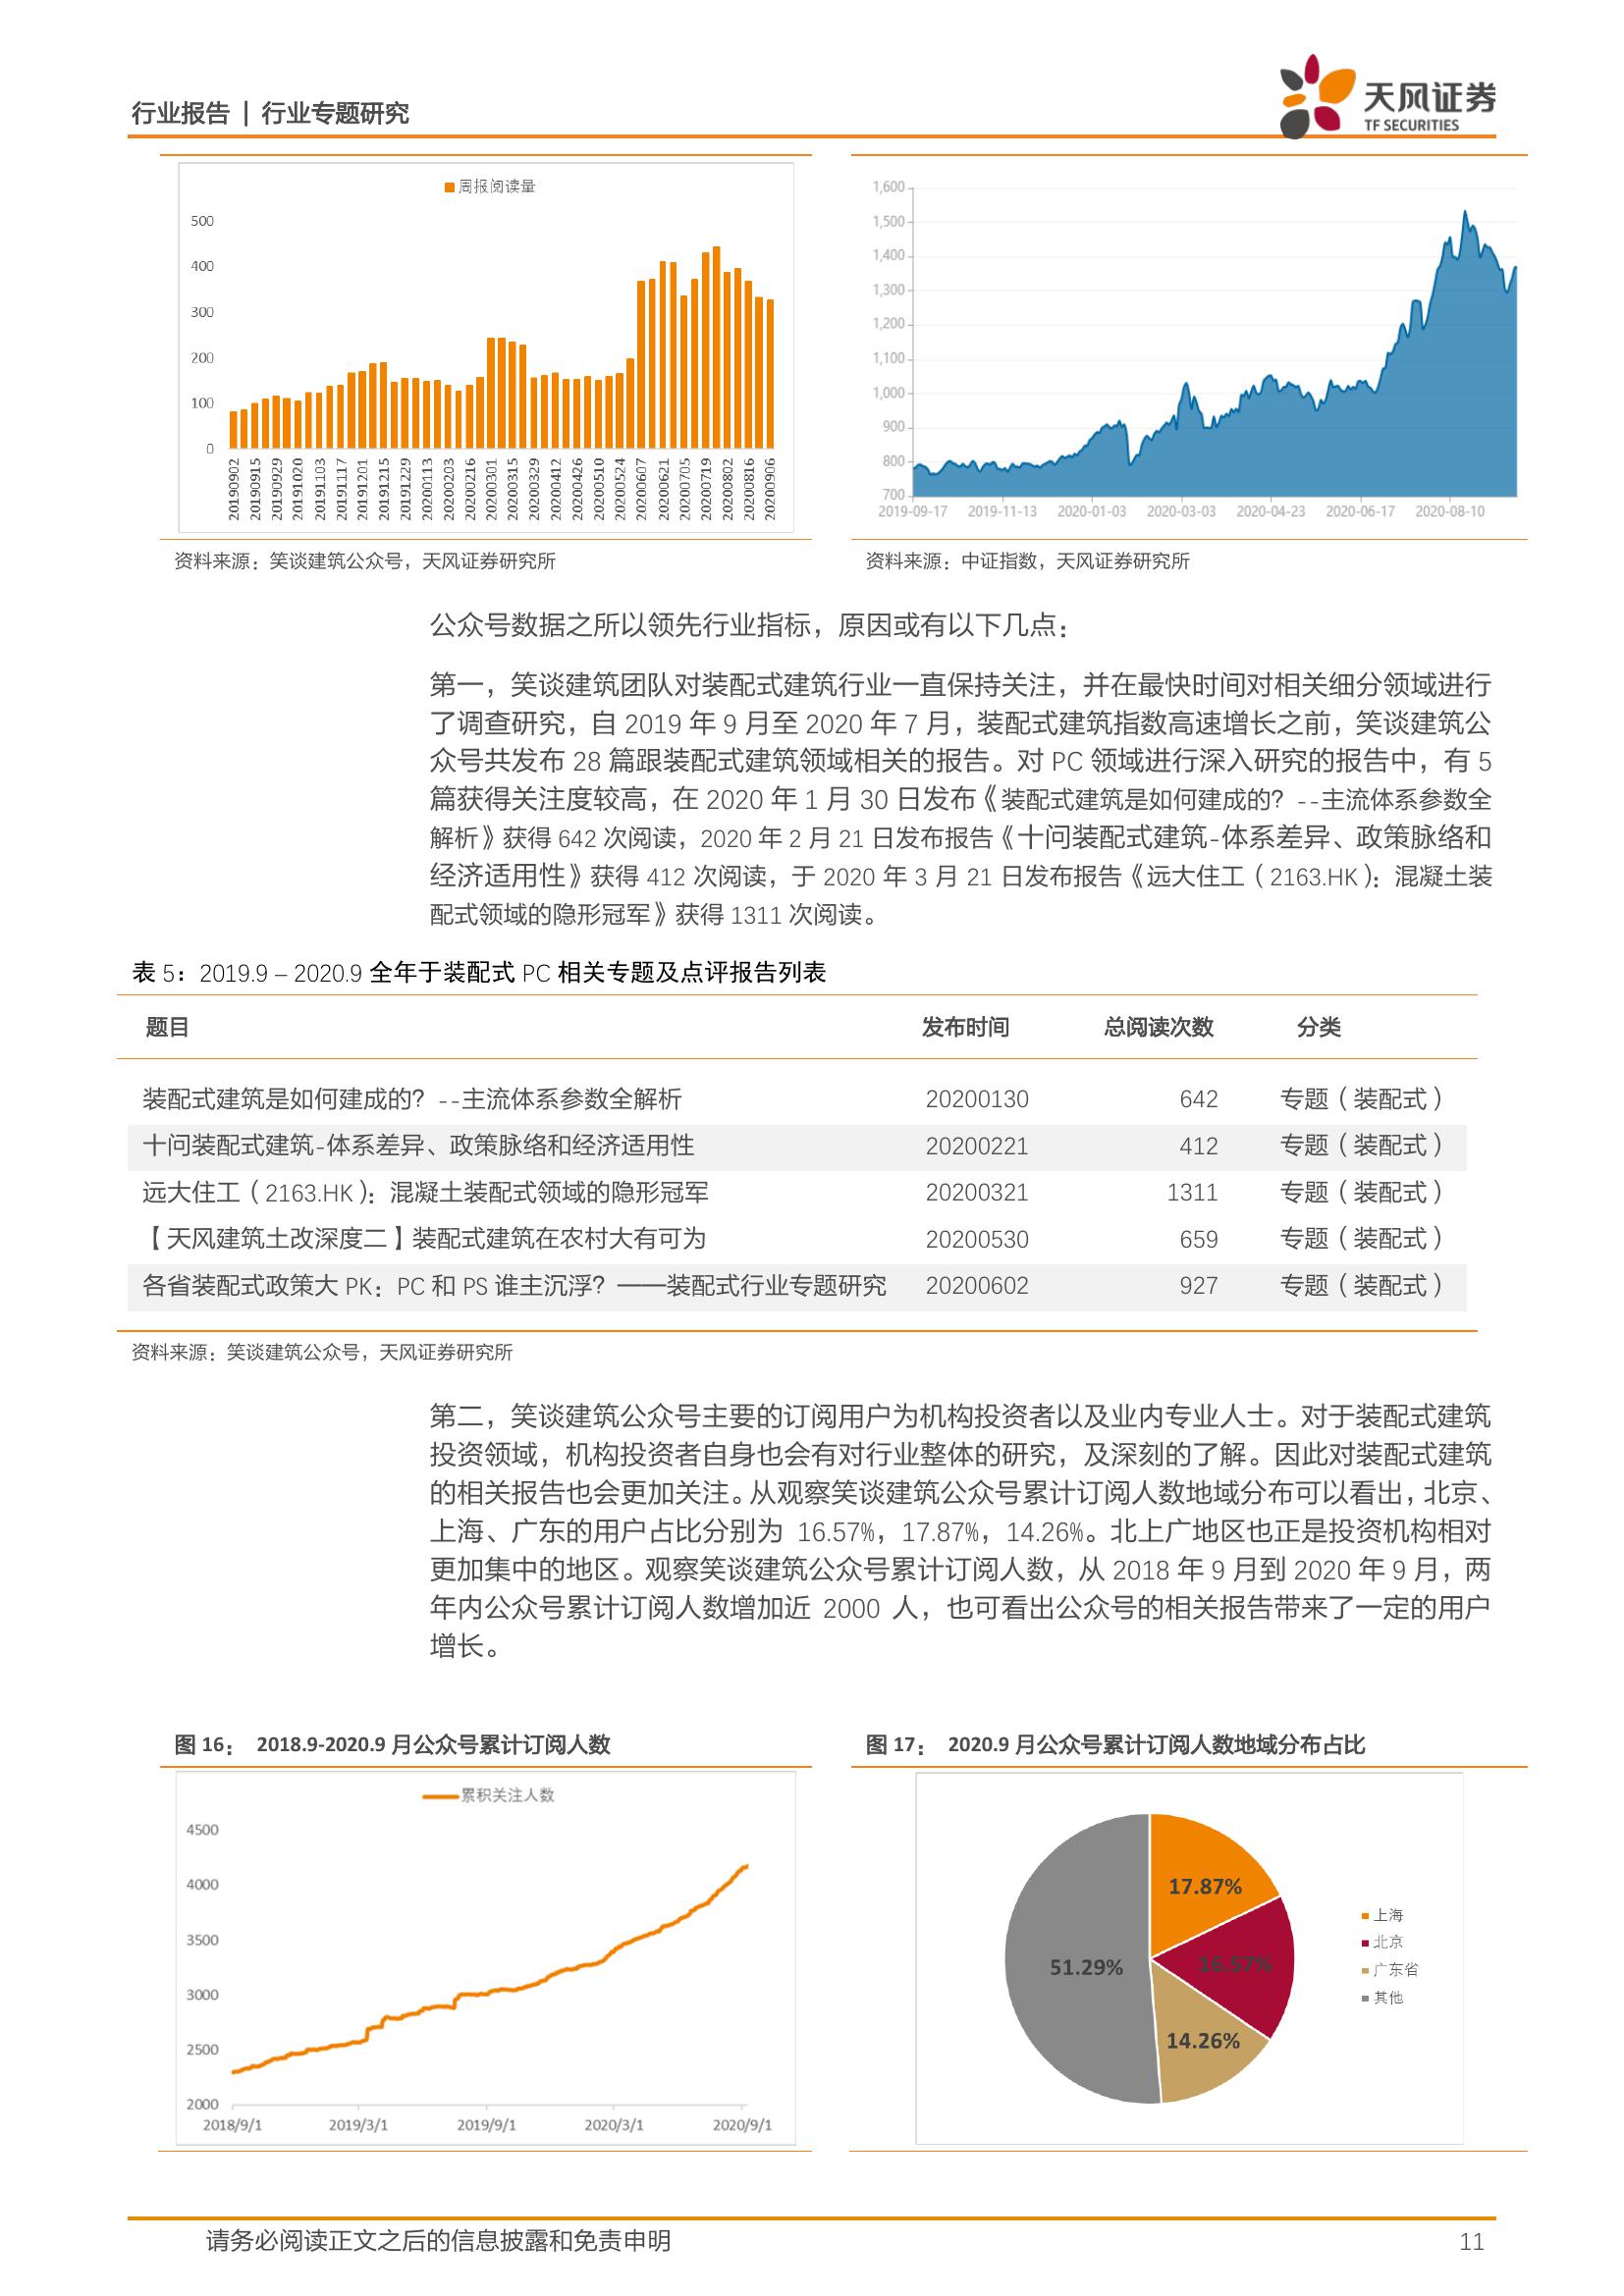 行业报告 | 行业专题研究
天风证券
TF SECURITIES
周报阅读量
500
400
300
200
100
0
20190902
20190915
20190929
20191020
20191103
20191117
20191201
20191215
20191229
20200113
20200203
20200216
20200301
20200315
20200329
20200412
20200426
20200510
20200524
20200607
20200621
20200705
20200719
20200802
20200816
20200906
1,600
1,500
1,400
1,300
1,200
1,100
1,000
900
800
700
2019-09-17 2019-11-13 2020-01-03 2020-03-03 2020-04-23 2020-06-17 2020-08-10
资料来源：笑谈建筑公众号，天风证券研究所
资料来源：中证指数，天风证券研究所
公众号数据之所以领先行业指标，原因或有以下几点：
第一，笑谈建筑团队对装配式建筑行业一直保持关注，并在最快时间对相关细分领域进行
了调查研究，自 2019 年 9 月至 2020 年 7 月，装配式建筑指数高速增长之前，笑谈建筑公
众号共发布 28 篇跟装配式建筑领域相关的报告。对 PC 领域进行深入研究的报告中，有 5
篇获得关注度较高，在 2020 年 1 月 30 日发布《装配式建筑是如何建成的？--主流体系参数全
解析》获得 642 次阅读，2020 年 2 月 21 日发布报告《十问装配式建筑-体系差异、政策脉络和
经济适用性》获得 412 次阅读，于 2020 年 3 月 21 日发布报告《远大住工（2163.HK）：混凝土装
配式领域的隐形冠军》获得 1311 次阅读。
表 5：2019.9 – 2020.9 全年于装配式 PC 相关专题及点评报告列表
题目 发布时间 总阅读次数 分类
装配式建筑是如何建成的？--主流体系参数全解析 20200130 642 专题（装配式）
十问装配式建筑-体系差异、政策脉络和经济适用性 20200221 412 专题（装配式）
远大住工（2163.HK）：混凝土装配式领域的隐形冠军 20200321 1311 专题（装配式）
【天风建筑土改深度二】装配式建筑在农村大有可为 20200530 659 专题（装配式）
各省装配式政策大 PK：PC 和 PS 谁主沉浮？——装配式行业专题研究 20200602 927 专题（装配式）
资料来源：笑谈建筑公众号，天风证券研究所
第二，笑谈建筑公众号主要的订阅用户为机构投资者以及业内专业人士。对于装配式建筑
投资领域，机构投资者自身也会有对行业整体的研究，及深刻的了解。因此对装配式建筑
的相关报告也会更加关注。从观察笑谈建筑公众号累计订阅人数地域分布可以看出，北京、
上海、广东的用户占比分别为 16.57%，17.87%，14.26%。北上广地区也正是投资机构相对
更加集中的地区。观察笑谈建筑公众号累计订阅人数，从 2018 年 9 月到 2020 年 9 月，两
年内公众号累计订阅人数增加近 2000 人，也可看出公众号的相关报告带来了一定的用户
增长。
图 16： 2018.9-2020.9 月公众号累计订阅人数
累积关注人数
4500
4000
3500
3000
2500
2000
2018/9/1 2019/3/1 2019/9/1 2020/3/1 2020/9/1
图 17： 2020.9 月公众号累计订阅人数地域分布占比
17.87%
16.57%
14.26%
51.29%
上海
北京
广东省
其他
请务必阅读正文之后的信息披露和免责申明 11